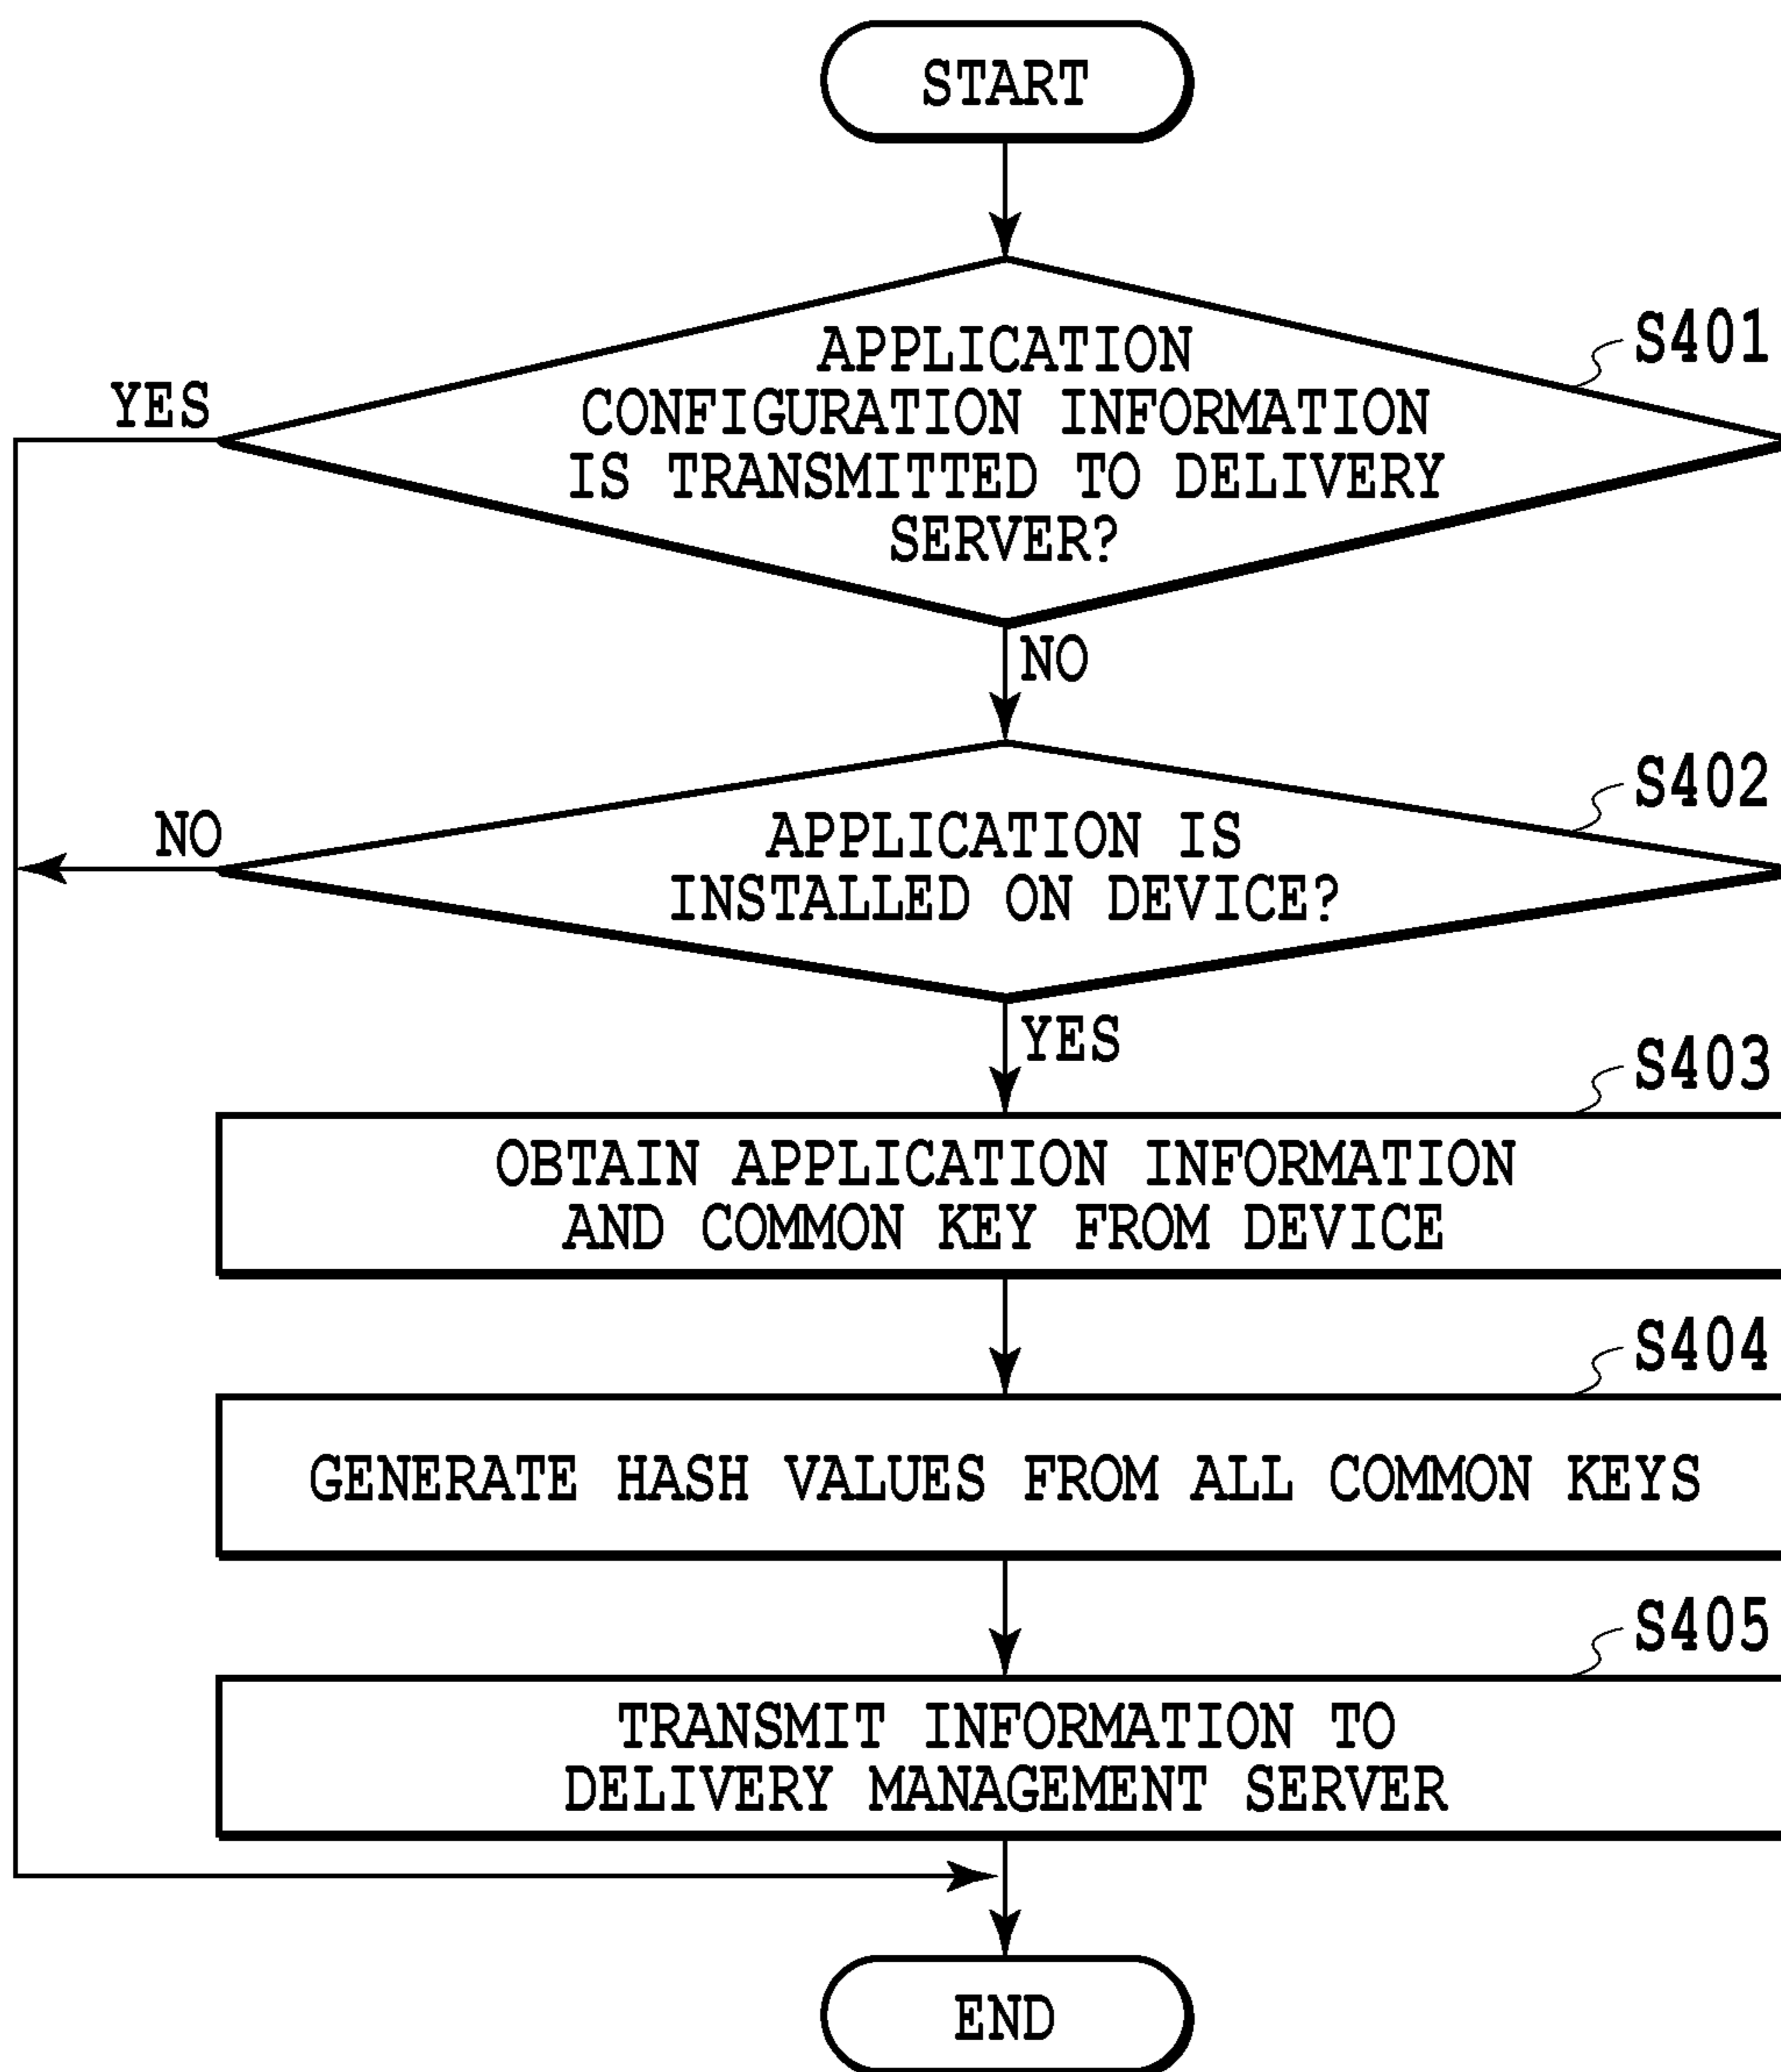 START
S401
APPLICATION
YES
CONFIGURATION INFORMATION
IS TRANSMITTED TO DELIVERY
SERVER?
NO
S402
NO
APPLICATION IS
INSTALLED ON DEVICE?
YES
S403
OBTAIN APPLICATION INFORMATION
AND COMMON KEY FROM DEVICE
S404
GENERATE HASH VALUES FROM ALL COMMON KEYS
S405
TRANSMIT INFORMATION TO
DELIVERY MANAGEMENT SERVER
END